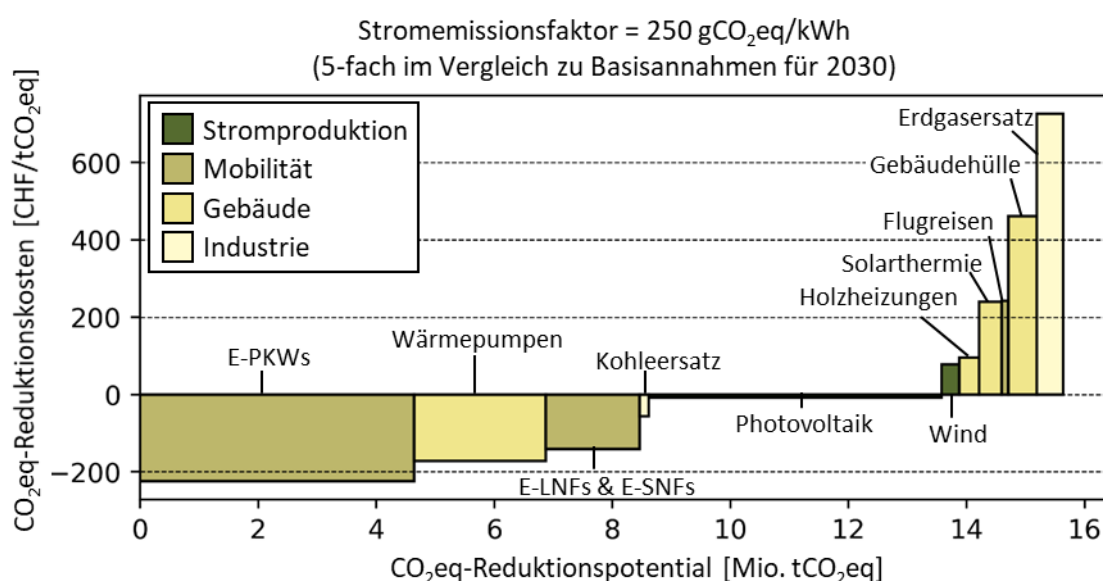 Stromemissionsfaktor = 250 gCO₂eq/kWh
(5-fach im Vergleich zu Basisannahmen für 2030)
CO₂eq-Reduktionskosten [CHF/tCO₂eq]
600
400
200
0
−200
Stromproduktion
Mobilität
Gebäude
Industrie
Erdgasersatz
Gebäudehülle
Flugreisen
Solarthermie
Holzheizungen
Wärmepumpen
E-PKWs
Kohleersatz
Photovoltaik
Wind
E-LNFs & E-SNFs
0 2 4 6 8 10 12 14 16
CO₂eq-Reduktionspotential [Mio. tCO₂eq]